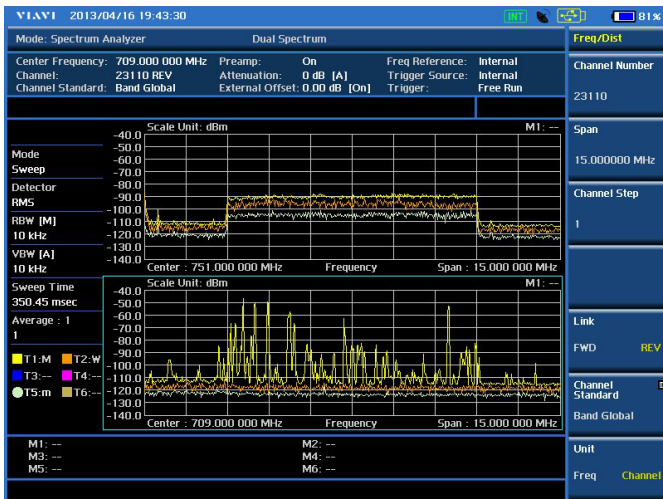 VIAVI 2013/04/16 19:43:30 INT 81%
Mode: Spectrum Analyzer Dual Spectrum Freq/Dist
Center Frequency: 709.000 000 MHz Preamp: On Freq Reference: Internal
Channel: 23110 REV Attenuation: 0 dB [A] Trigger Source: Internal
Channel Standard: Band Global External Offset: 0.00 dB [On] Trigger: Free Run
Channel Number
23110
Scale Unit: dBm M1: --
-40.0
-50.0
-60.0
-70.0
-80.0
-90.0
-100.0
-110.0
-120.0
-130.0
-140.0
Center : 751.000 000 MHz Frequency Span : 15.000 000 MHz
Mode
Sweep
Detector
RMS
RBW [M]
10 kHz
VBW [A]
10 kHz
Sweep Time
350.45 msec
Average : 1
1
T1:M T2:W
T3:-- T4:--
T5:m T6:--
Scale Unit: dBm M1: --
-40.0
-50.0
-60.0
-70.0
-80.0
-90.0
-100.0
-110.0
-120.0
-130.0
-140.0
Center : 709.000 000 MHz Frequency Span : 15.000 000 MHz
M1: -- M2: --
M3: -- M4: --
M5: -- M6: --
Span
15.000000 MHz
Channel Step
1
Link
FWD REV
Channel
Standard
Band Global
Unit
Freq Channel